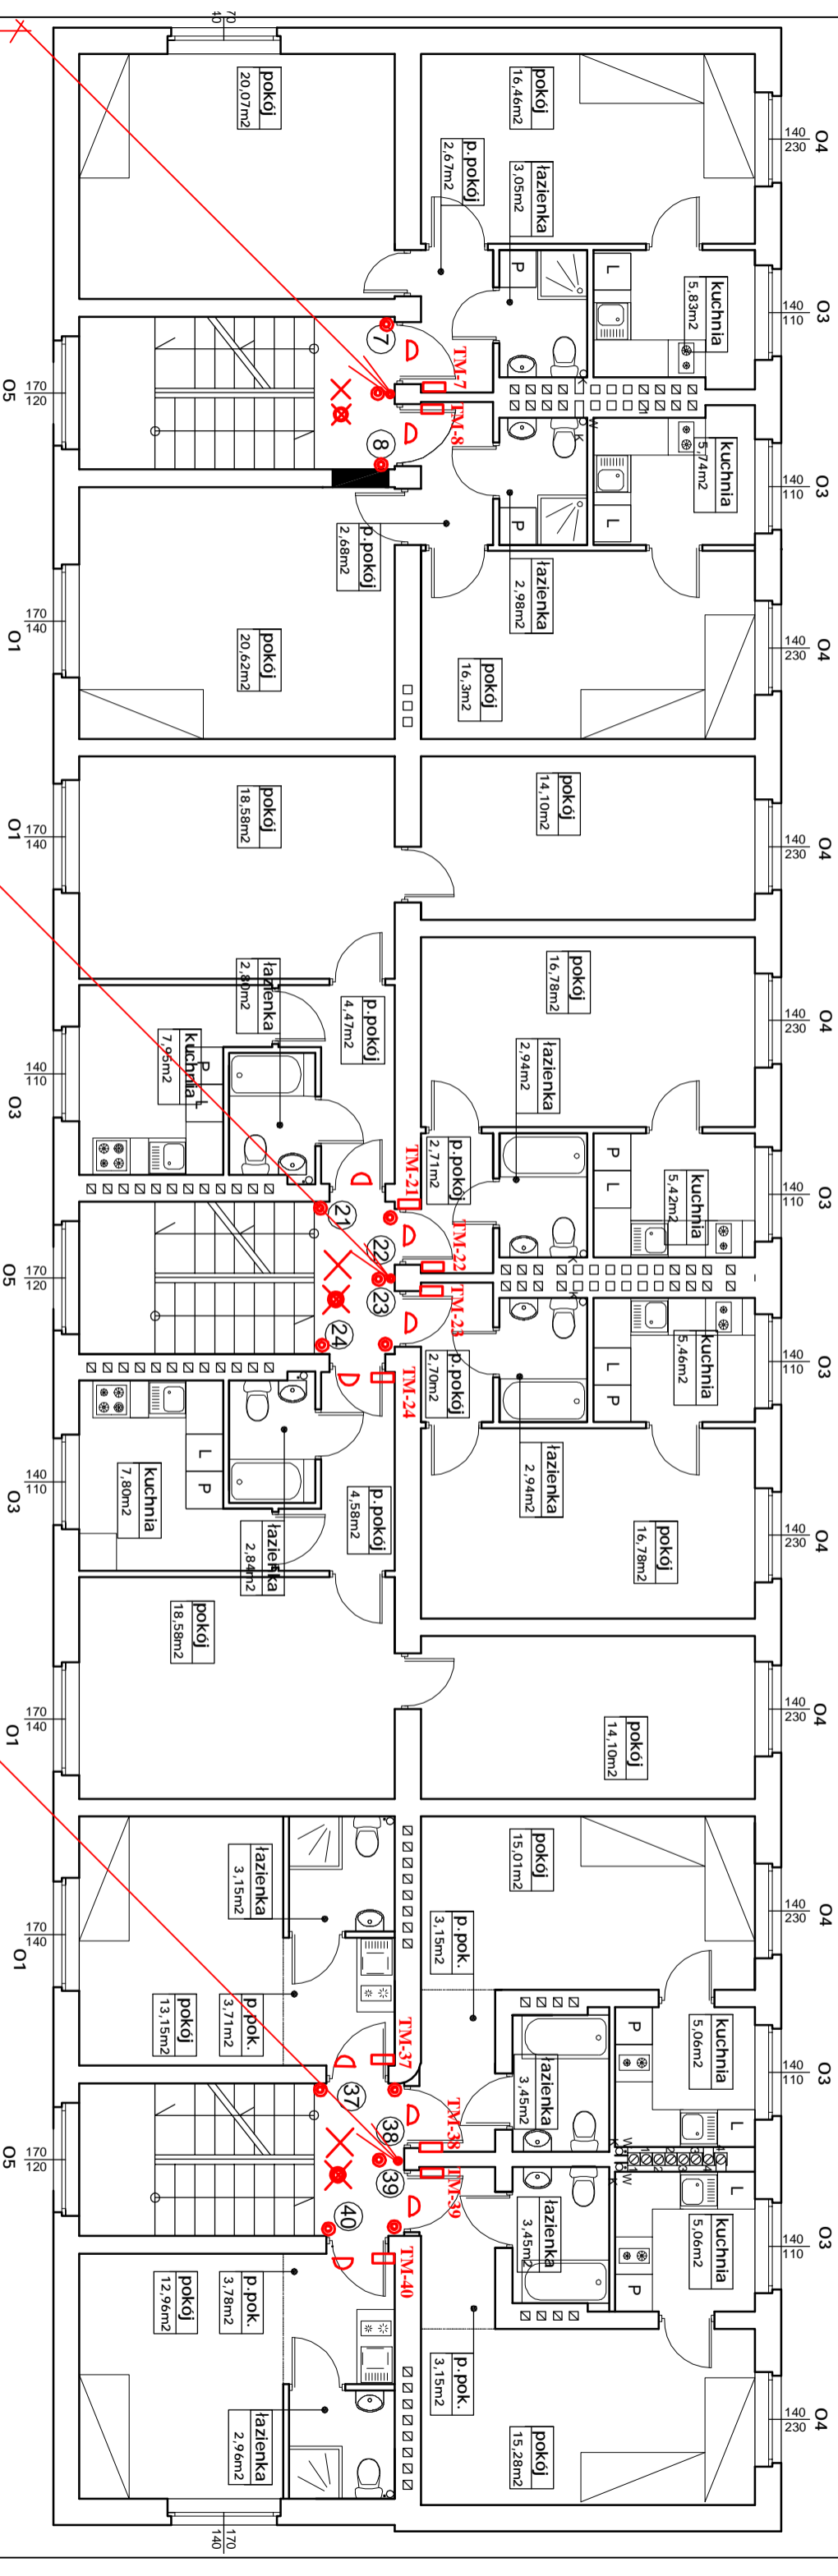 70
40
O4
140
230
pokój
20,07m2
pokój
16,46m2
p.pokój
2,67m2
łazienka
3,05m2
P
L
kuchnia
5,83m2
O3
140
110
7
TM-7
O5
170
120
K
W
K
8
TM-8
kuchnia
5,74m2
O3
140
110
P
L
p.pokój
2,68m2
łazienka
2,98m2
O1
170
140
pokój
20,62m2
pokój
16,3m2
O4
140
230
O1
170
140
pokój
18,58m2
pokój
14,10m2
O4
140
230
łazienka
2,80m2
p.pokój
4,47m2
pokój
16,78m2
O4
140
230
O3
140
110
kuchnia
7,95m2
P
L
łazienka
2,94m2
p.pokój
2,71m2
TM-21
P
L
kuchnia
5,42m2
O3
140
110
21
22
TM-22
O5
170
120
K
K
23
TM-23
24
TM-24
p.pokój
2,70m2
kuchnia
5,46m2
L
P
O3
140
110
O3
140
110
kuchnia
7,80m2
L
P
łazienka
2,84m2
p.pokój
4,58m2
łazienka
2,94m2
pokój
16,78m2
O4
140
230
O1
170
140
pokój
18,58m2
pokój
14,10m2
O4
140
230
łazienka
3,15m2
pokój
15,01m2
O4
140
230
O1
170
140
pokój
13,15m2
p.pok.
3,71m2
p.pok.
3,15m2
TM-37
37
łazienka
3,45m2
P
L
kuchnia
5,06m2
O3
140
110
38
TM-38
O5
170
120
K
W
W
K
39
TM-39
40
TM-40
łazienka
3,45m2
P
L
kuchnia
5,06m2
O3
140
110
pokój
12,96m2
p.pok.
3,78m2
p.pok.
3,15m2
łazienka
2,96m2
pokój
15,28m2
O4
140
230
170
140